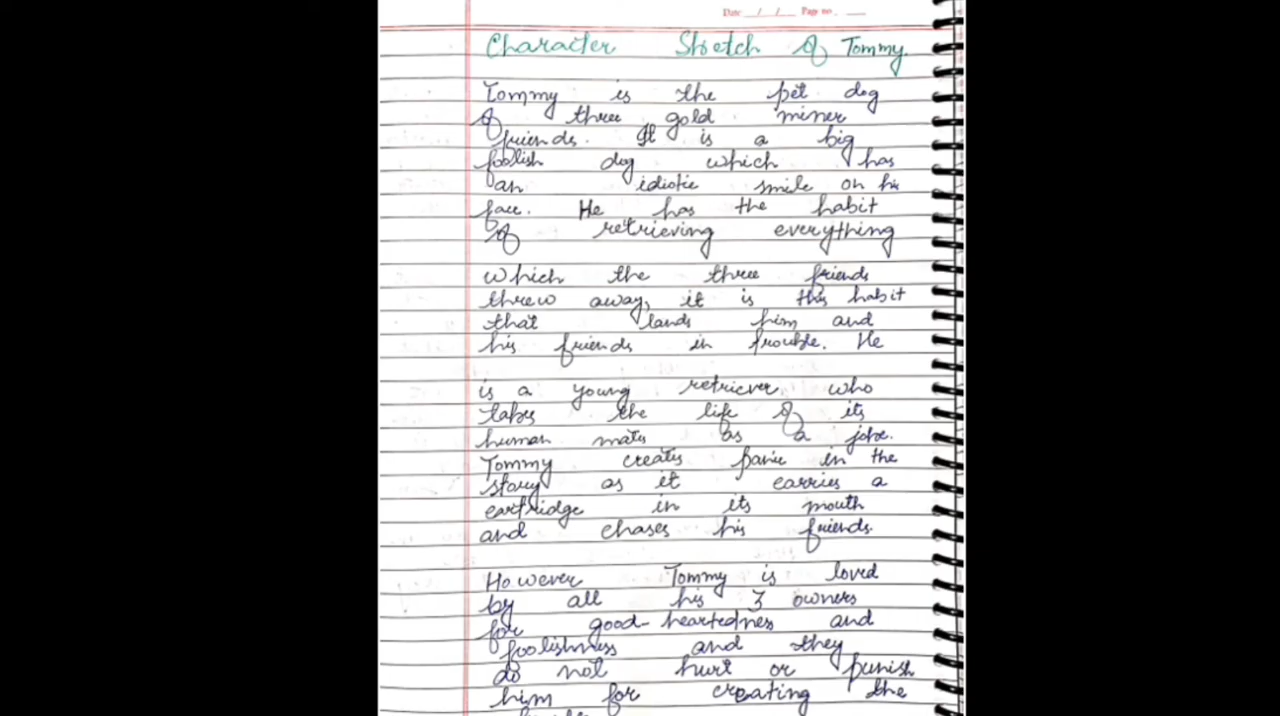 Date __/__/__ Page no. ___
Character Stretch of Tommy.
Tommy is the pet dog
of three gold miner
friends. It is a big
foolish dog which has
an idiotic smile on his
face. He has the habit
of retrieving everything
which the three friends
threw away, it is this habit
that lands him and
his friends in trouble. He
is a young retriever who
takes the life of its
human mates as a joke.
Tommy creates panic in the
story as it carries a
cartridge in its mouth
and chases his friends.
However Tommy is loved
by all his 3 owners
for good-heartedness and
foolishness and they
do not hurt or punish
him for creating the